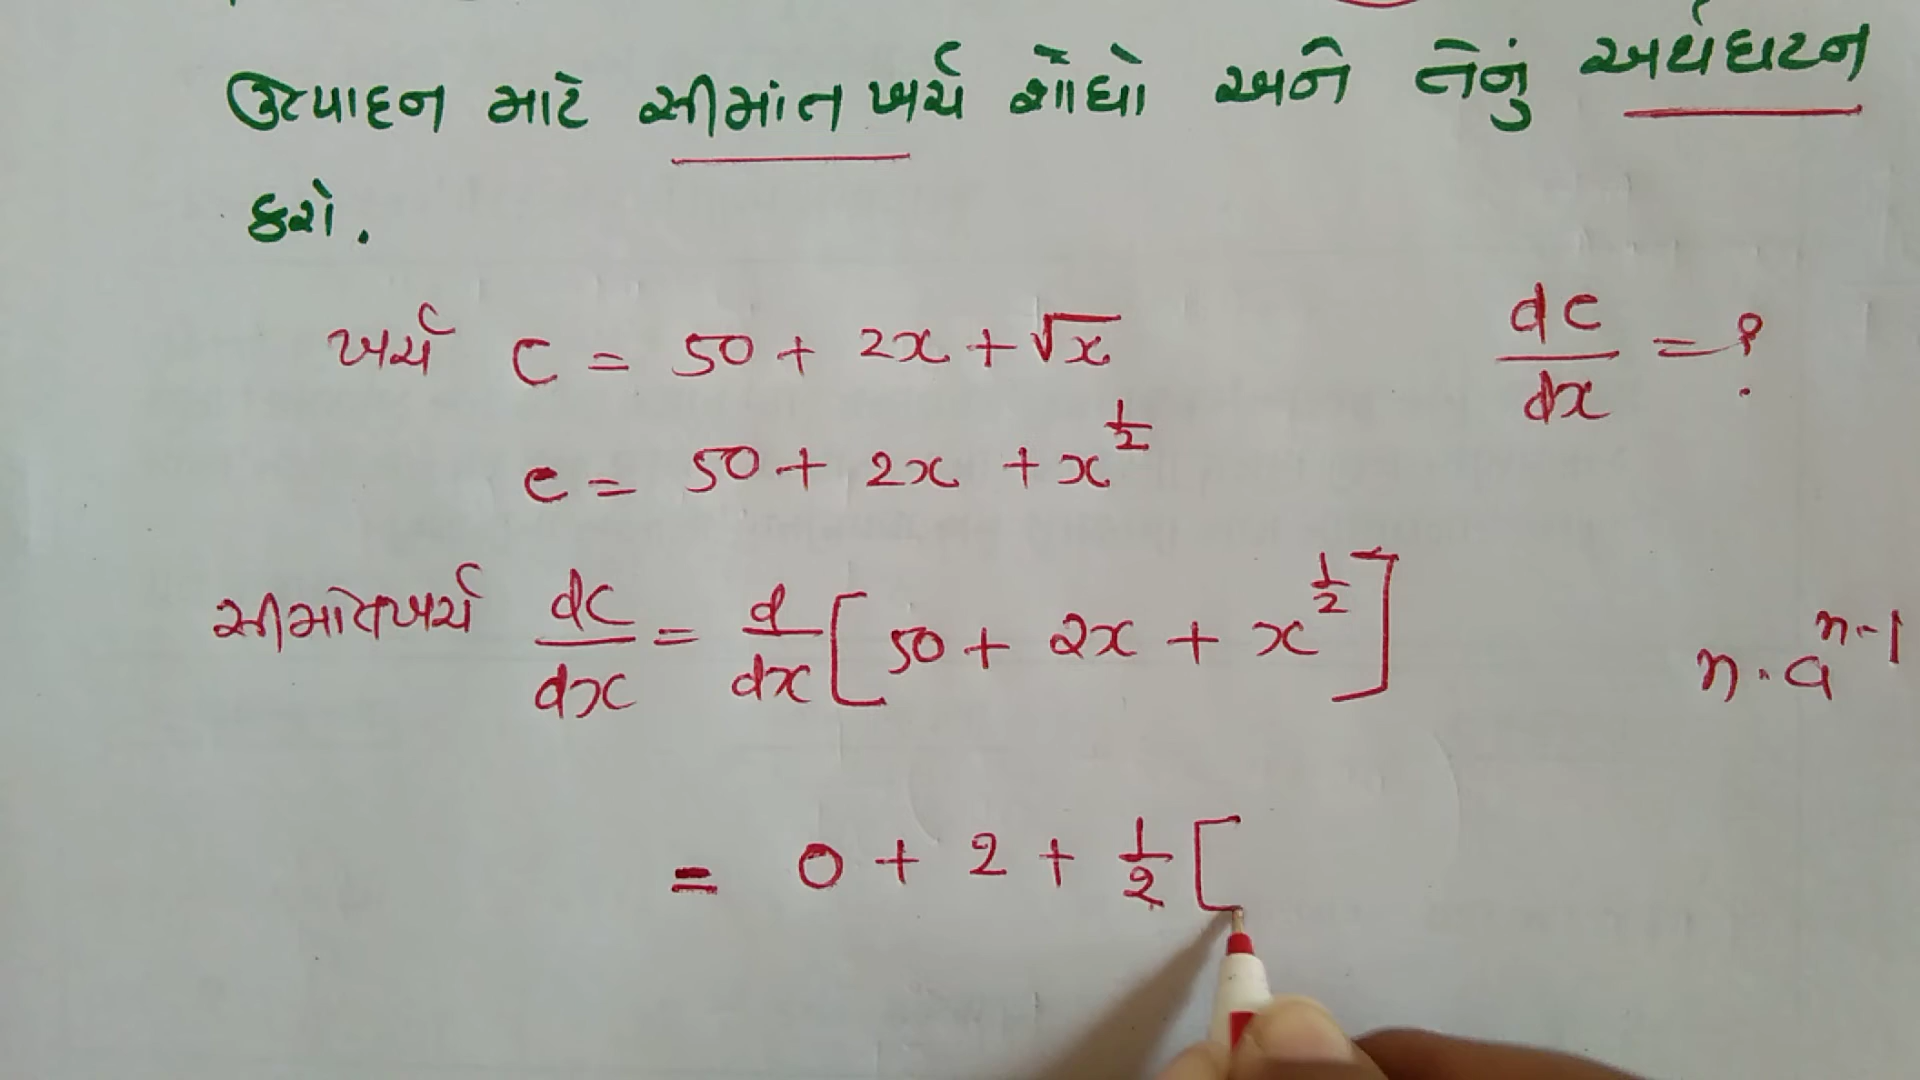 ઉત્પાદન માટે સીમાંત ખર્ચ શોધો અને તેનું અર્થઘટન
કરો.
ખર્ચ C = 50 + 2x + √x
dc/dx = ?
c = 50 + 2x + x^1/2
સીમાંતખર્ચ dc/dx = d/dx [50 + 2x + x^1/2]
n.a^n-1
= 0 + 2 + 1/2 [